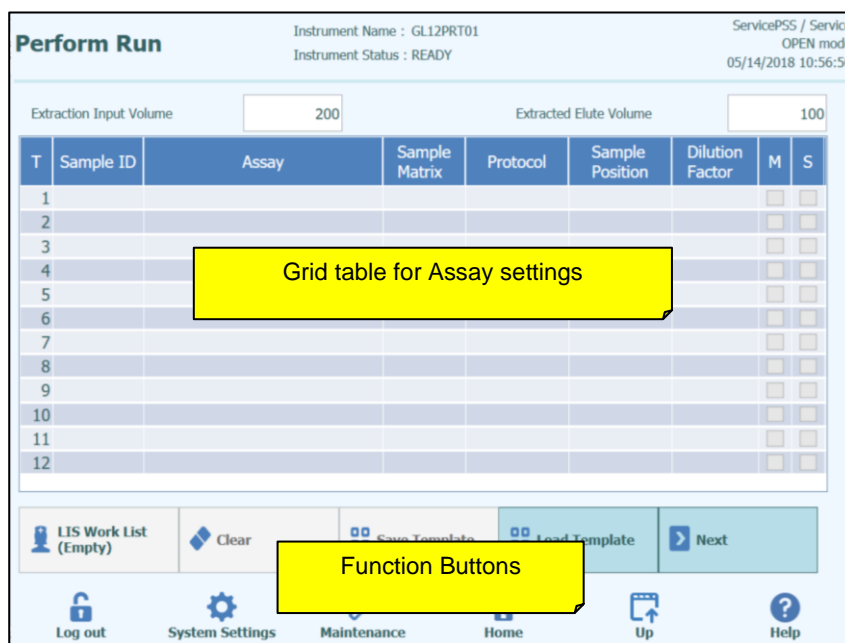 Perform Run
Instrument Name : GL12PRT01
Instrument Status : READY
ServicePSS / Servic
OPEN mod
05/14/2018 10:56:5
Extraction Input Volume 200 Extracted Elute Volume 100
T Sample ID Assay Sample Matrix Protocol Sample Position Dilution Factor M S
1
2
3
4
5
6
7
8
9
10
11
12
Grid table for Assay settings
LIS Work List (Empty) Clear Save Template Load Template Next
Function Buttons
Log out System Settings Maintenance Home Up Help